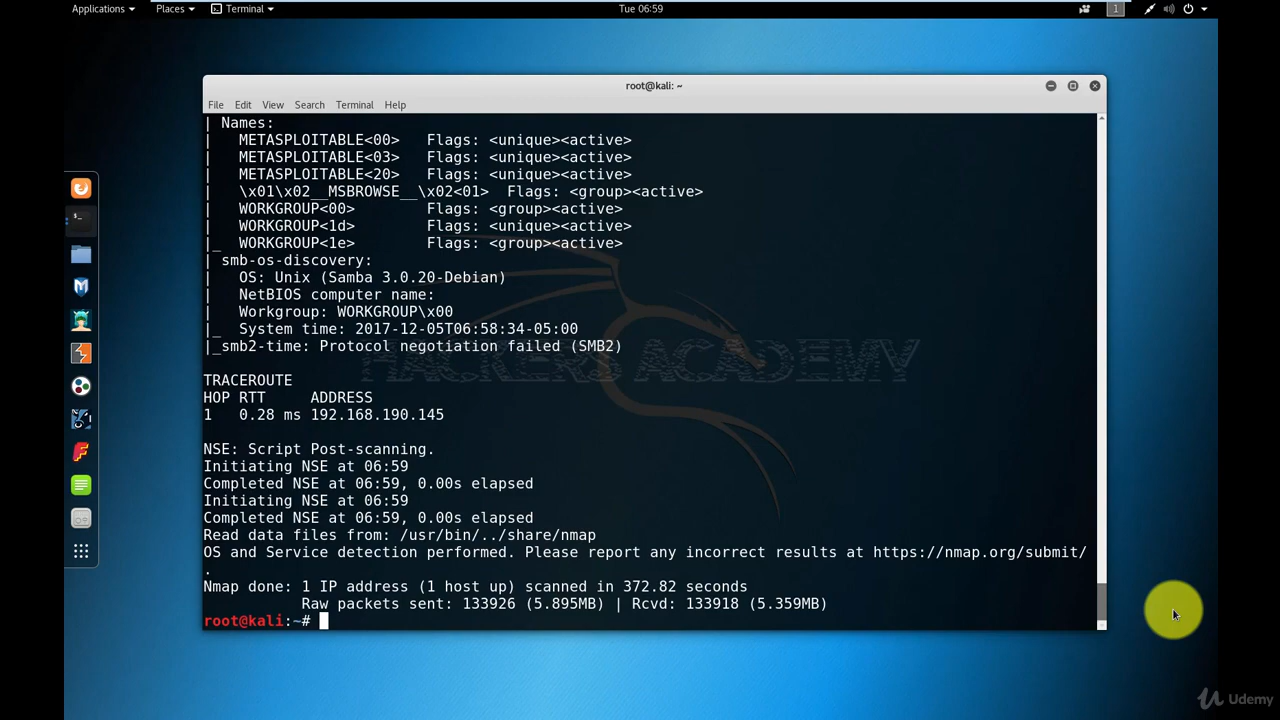 Applications Places Terminal Tue 06:59 1
root@kali: ~
File Edit View Search Terminal Help
| Names:
|   METASPLOITABLE<00>   Flags: <unique><active>
|   METASPLOITABLE<03>   Flags: <unique><active>
|   METASPLOITABLE<20>   Flags: <unique><active>
|   \x01\x02__MSBROWSE__\x02<01>  Flags: <group><active>
|   WORKGROUP<00>        Flags: <group><active>
|   WORKGROUP<1d>        Flags: <unique><active>
|_  WORKGROUP<1e>        Flags: <group><active>
| smb-os-discovery:
|   OS: Unix (Samba 3.0.20-Debian)
|   NetBIOS computer name:
|   Workgroup: WORKGROUP\x00
|_  System time: 2017-12-05T06:58:34-05:00
|_smb2-time: Protocol negotiation failed (SMB2)
HACKERS ACADEMY
TRACEROUTE
HOP RTT     ADDRESS
1   0.28 ms 192.168.190.145
NSE: Script Post-scanning.
Initiating NSE at 06:59
Completed NSE at 06:59, 0.00s elapsed
Initiating NSE at 06:59
Completed NSE at 06:59, 0.00s elapsed
Read data files from: /usr/bin/../share/nmap
OS and Service detection performed. Please report any incorrect results at https://nmap.org/submit/
.
Nmap done: 1 IP address (1 host up) scanned in 372.82 seconds
           Raw packets sent: 133926 (5.895MB) | Rcvd: 133918 (5.359MB)
root@kali:~#
Udemy